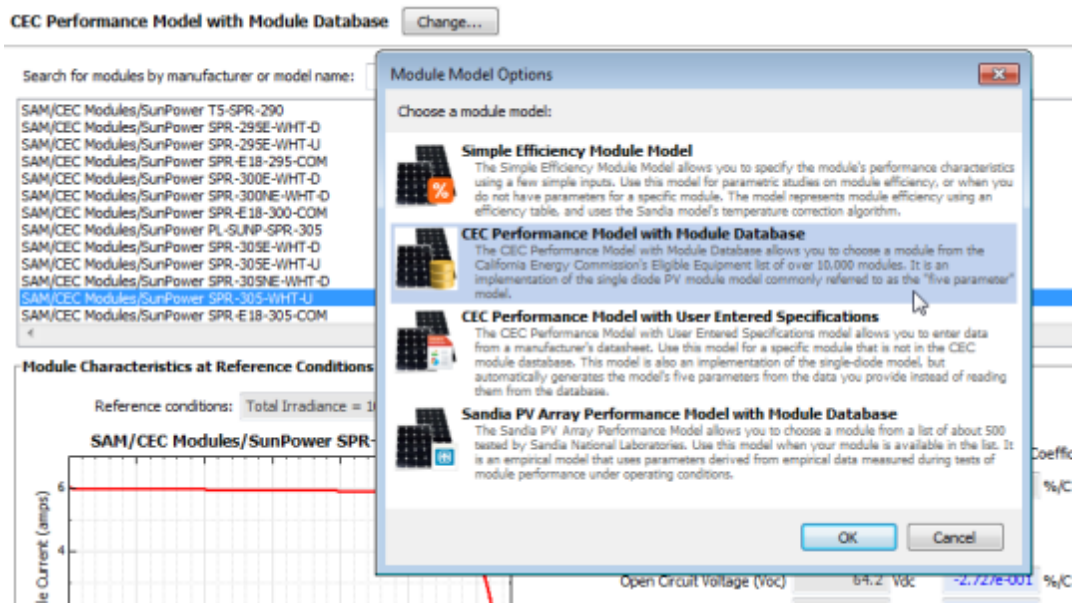 CEC Performance Model with Module Database Change...
Search for modules by manufacturer or model name:
SAM/CEC Modules/SunPower T5-SPR-290
SAM/CEC Modules/SunPower SPR-295E-WHT-D
SAM/CEC Modules/SunPower SPR-295E-WHT-U
SAM/CEC Modules/SunPower SPR-E18-295-COM
SAM/CEC Modules/SunPower SPR-300E-WHT-D
SAM/CEC Modules/SunPower SPR-300NE-WHT-D
SAM/CEC Modules/SunPower SPR-E18-300-COM
SAM/CEC Modules/SunPower PL-SUNP-SPR-305
SAM/CEC Modules/SunPower SPR-305E-WHT-D
SAM/CEC Modules/SunPower SPR-305E-WHT-U
SAM/CEC Modules/SunPower SPR-305NE-WHT-D
SAM/CEC Modules/SunPower SPR-305-WHT-U
SAM/CEC Modules/SunPower SPR-E18-305-COM
Module Characteristics at Reference Conditions
Reference conditions: Total Irradiance = 1
SAM/CEC Modules/SunPower SPR-
6
4
le Current (amps)
Module Model Options
Choose a module model:
Simple Efficiency Module Model
The Simple Efficiency Module Model allows you to specify the module's performance characteristics
using a few simple inputs. Use this model for parametric studies on module efficiency, or when you
do not have parameters for a specific module. The model represents module efficiency using an
efficiency table, and uses the Sandia model's temperature correction algorithm.
CEC Performance Model with Module Database
The CEC Performance Model with Module Database allows you to choose a module from the
California Energy Commission's Eligible Equipment list of over 10,000 modules. It is an
implementation of the single diode PV module model commonly referred to as the "five parameter"
model.
CEC Performance Model with User Entered Specifications
The CEC Performance Model with User Entered Specifications model allows you to enter data
from a manufacturer's datasheet. Use this model for a specific module that is not in the CEC
module dastabase. This model is also an implementation of the single-diode model, but
automatically generates the model's five parameters from the data you provide instead of reading
them from the database.
Sandia PV Array Performance Model with Module Database
The Sandia PV Array Performance Model allows you to choose a module from a list of about 500
tested by Sandia National Laboratories. Use this model when your module is available in the list. It
is an empirical model that uses parameters derived from empirical data measured during tests of
module performance under operating conditions.
OK Cancel
Coeffic
%/C
Open Circuit Voltage (Voc) 64.2 Vdc -2.727e-001 %/C